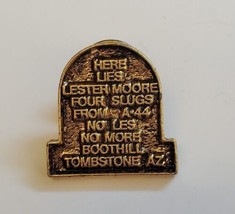 HERE
LIES
LESTER MOORE
FOUR SLUGS
FROM A 44
NO LES
NO MORE
BOOTHILL
TOMBSTONE AZ.